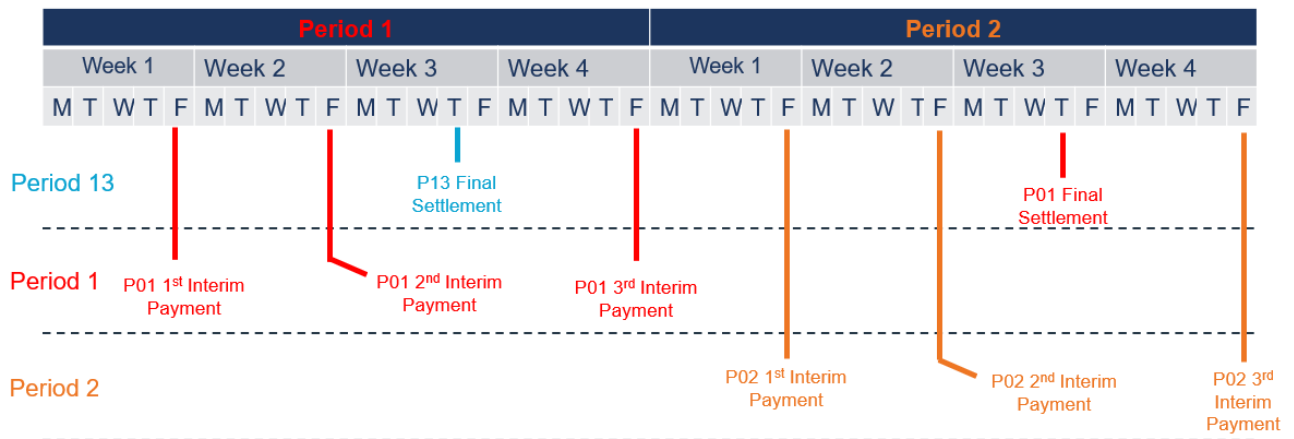 Period 1 Period 2
Week 1 Week 2 Week 3 Week 4 Week 1 Week 2 Week 3 Week 4
M T W T F M T W T F M T W T F M T W T F M T W T F M T W T F M T W T F M T W T F
Period 13
P13 Final
Settlement
P01 Final
Settlement
Period 1
P01 1st Interim
Payment
P01 2nd Interim
Payment
P01 3rd Interim
Payment
Period 2
P02 1st Interim
Payment
P02 2nd Interim
Payment
P02 3rd
Interim
Payment